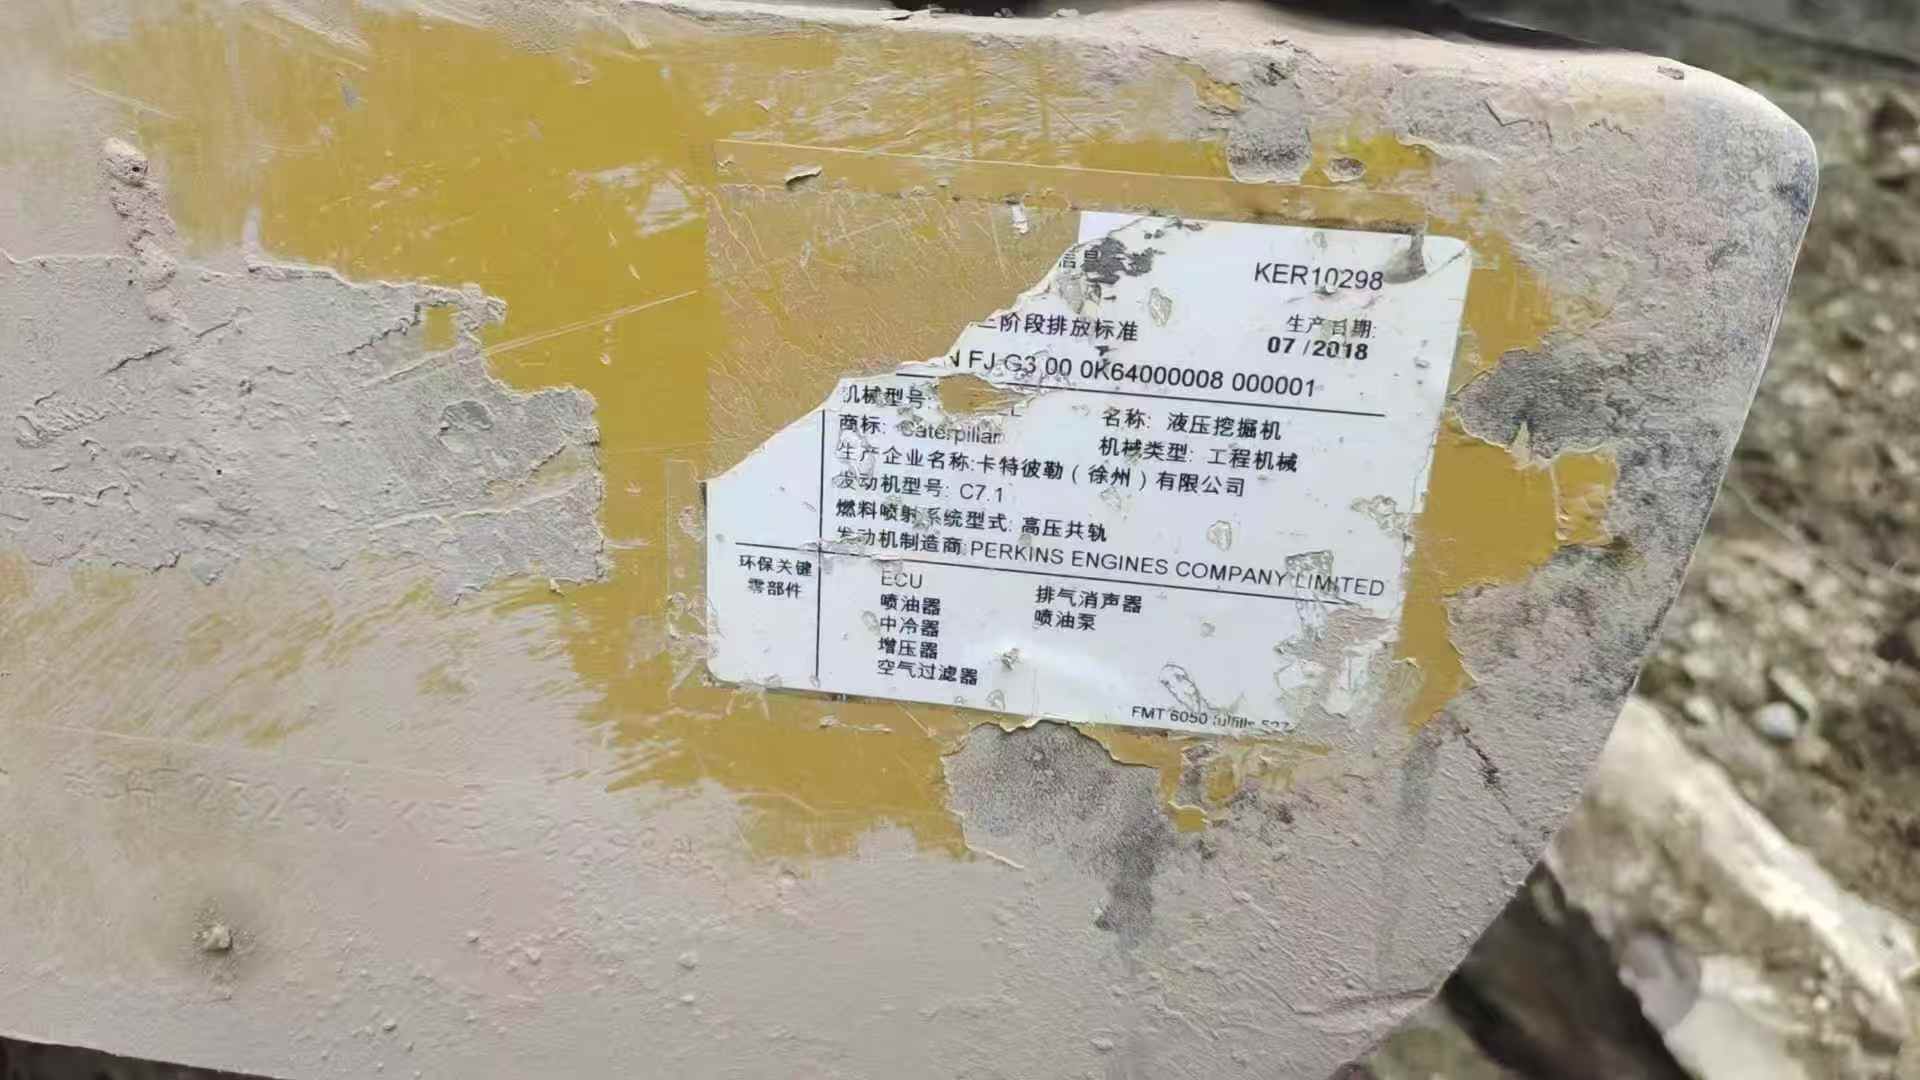 信息
KER10298
三阶段排放标准
生产日期:
07 /2018
N FJ G3 00 0K64000008 000001
机械型号:
名称: 液压挖掘机
商标: Caterpillar
机械类型: 工程机械
生产企业名称:卡特彼勒（徐州）有限公司
发动机型号: C7.1
燃料喷射系统型式: 高压共轨
发动机制造商:PERKINS ENGINES COMPANY LIMITED
环保关键
零部件
ECU
喷油器
中冷器
增压器
空气过滤器
排气消声器
喷油泵
FMT 6050 fulfills 527